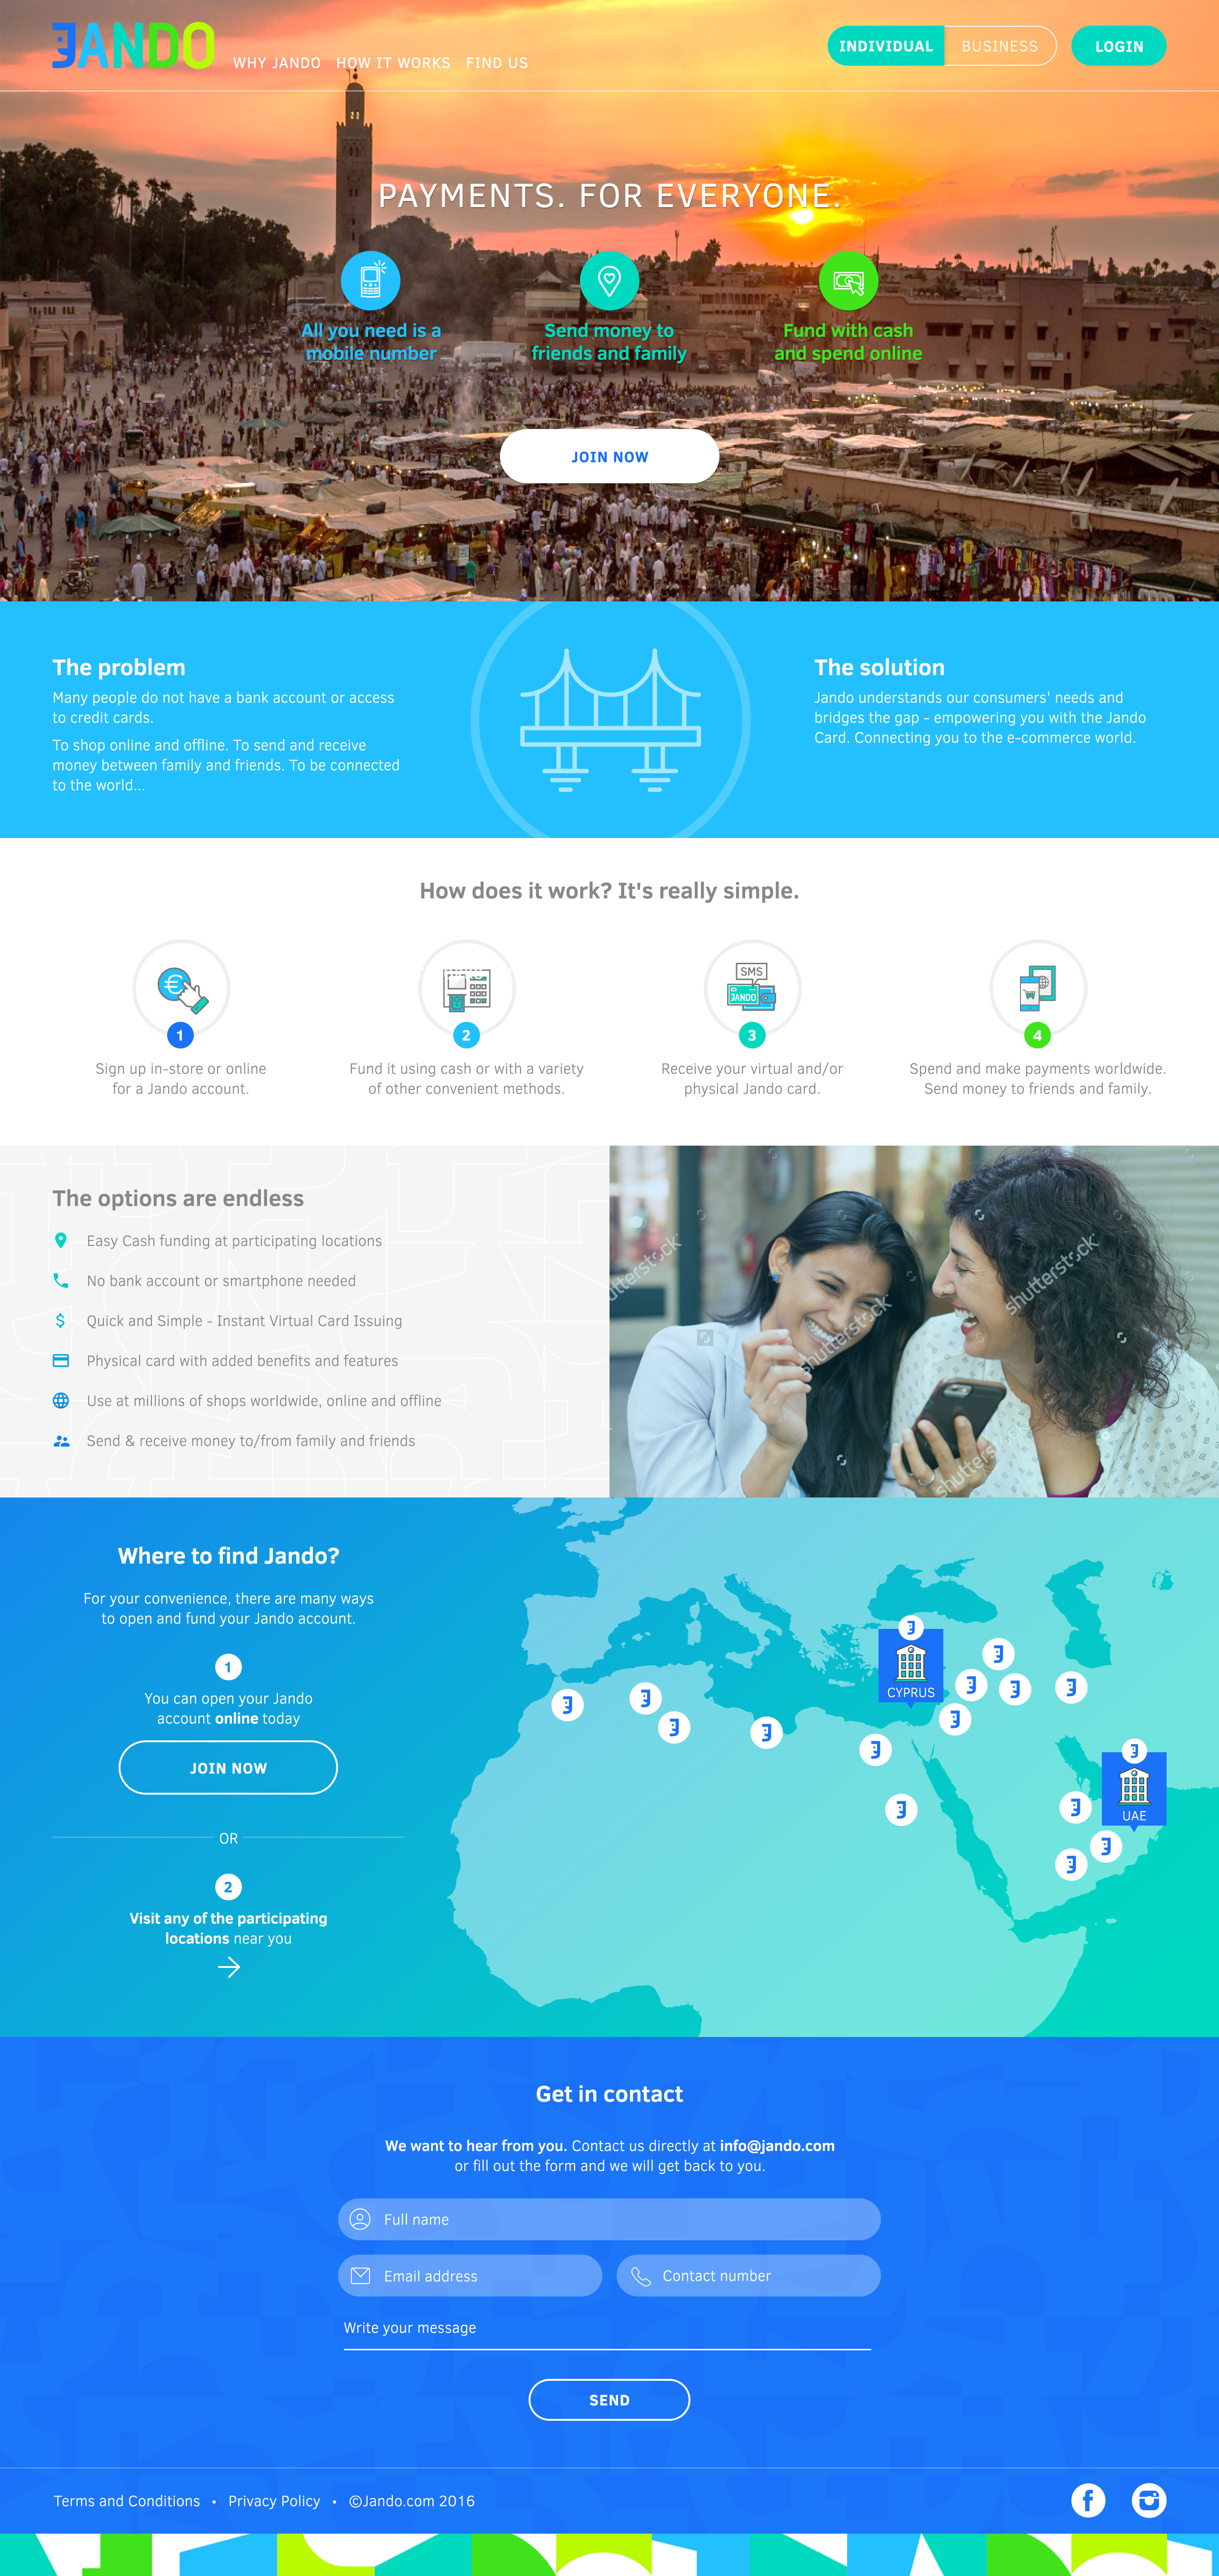 JANDO
WHY JANDO HOW IT WORKS FIND US
INDIVIDUAL BUSINESS LOGIN
PAYMENTS. FOR EVERYONE.
All you need is a
mobile number
Send money to
friends and family
Fund with cash
and spend online
JOIN NOW
The problem
Many people do not have a bank account or access
to credit cards.
To shop online and offline. To send and receive
money between family and friends. To be connected
to the world...
The solution
Jando understands our consumers' needs and
bridges the gap - empowering you with the Jando
Card. Connecting you to the e-commerce world.
How does it work? It's really simple.
€
1
Sign up in-store or online
for a Jando account.
2
Fund it using cash or with a variety
of other convenient methods.
SMS
JANDO
3
Receive your virtual and/or
physical Jando card.
4
Spend and make payments worldwide.
Send money to friends and family.
The options are endless
Easy Cash funding at participating locations
No bank account or smartphone needed
$ Quick and Simple - Instant Virtual Card Issuing
Physical card with added benefits and features
Use at millions of shops worldwide, online and offline
Send & receive money to/from family and friends
shutterstock
shutterstock
Where to find Jando?
For your convenience, there are many ways
to open and fund your Jando account.
1
You can open your Jando
account online today
JOIN NOW
OR
2
Visit any of the participating
locations near you
CYPRUS
UAE
Get in contact
We want to hear from you. Contact us directly at info@jando.com
or fill out the form and we will get back to you.
Full name
Email address
Contact number
Write your message
SEND
Terms and Conditions • Privacy Policy • ©Jando.com 2016